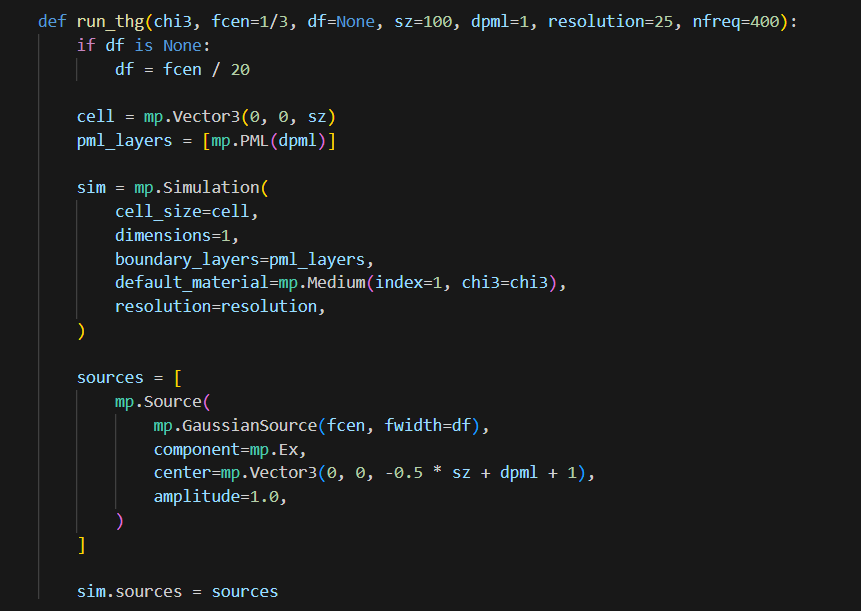 def run_thg(chi3, fcen=1/3, df=None, sz=100, dpml=1, resolution=25, nfreq=400):
    if df is None:
        df = fcen / 20

    cell = mp.Vector3(0, 0, sz)
    pml_layers = [mp.PML(dpml)]

    sim = mp.Simulation(
        cell_size=cell,
        dimensions=1,
        boundary_layers=pml_layers,
        default_material=mp.Medium(index=1, chi3=chi3),
        resolution=resolution,
    )

    sources = [
        mp.Source(
            mp.GaussianSource(fcen, fwidth=df),
            component=mp.Ex,
            center=mp.Vector3(0, 0, -0.5 * sz + dpml + 1),
            amplitude=1.0,
        )
    ]

    sim.sources = sources